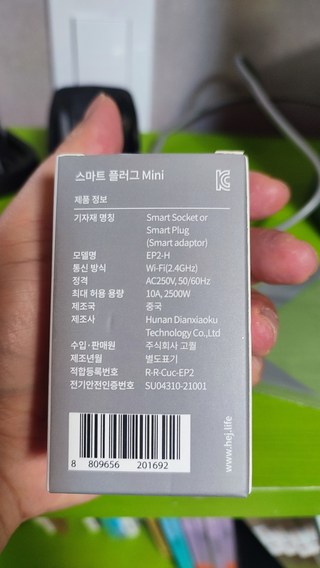 스마트 플러그 Mini
제품 정보
기자재 명칭 Smart Socket or
Smart Plug
(Smart adaptor)
모델명 EP2-H
통신 방식 Wi-Fi(2.4GHz)
정격 AC250V, 50/60Hz
최대 허용 용량 10A, 2500W
제조국 중국
제조사 Hunan Dianxiaoku
Technology Co.,Ltd
수입·판매원 주식회사 고퀄
제조년월 별도표기
적합등록번호 R-R-Cuc-EP2
전기안전인증번호 SU04310-21001
8 809656 201692
www.hej.life